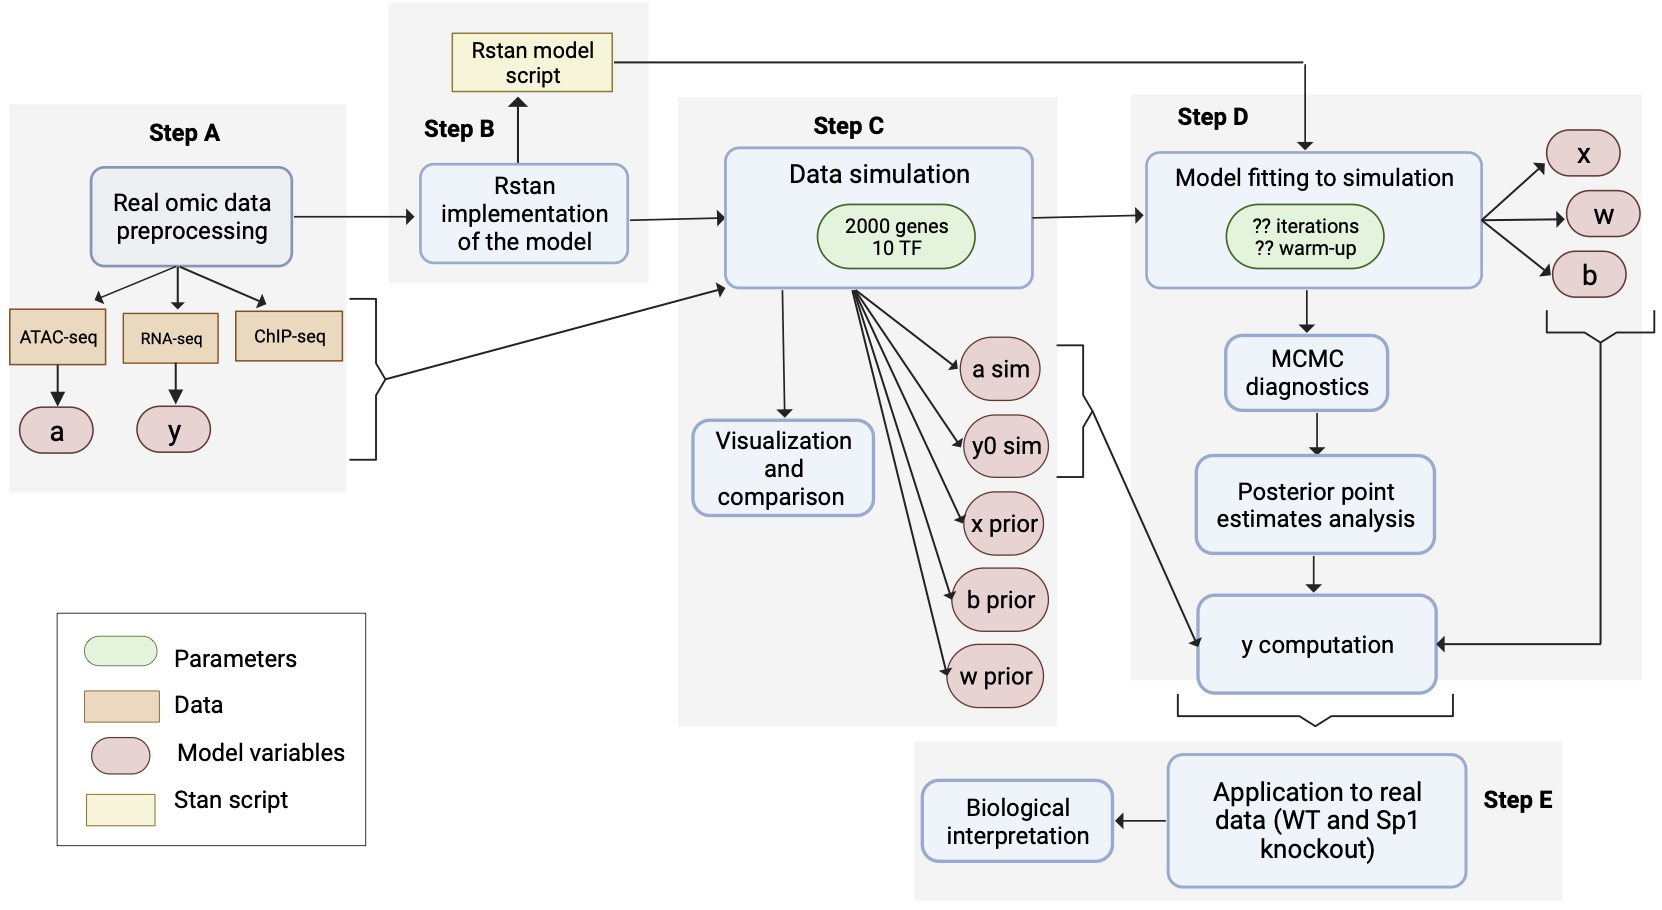 Step A
Real omic data
preprocessing
ATAC-seq
RNA-seq
ChIP-seq
a
y
Rstan model
script
Step B
Rstan
implementation
of the model
Step C
Data simulation
2000 genes
10 TF
Visualization
and
comparison
a sim
y0 sim
x prior
b prior
w prior
Step D
Model fitting to simulation
?? iterations
?? warm-up
x
w
b
MCMC
diagnostics
Posterior point
estimates analysis
y computation
Step E
Application to real
data (WT and Sp1
knockout)
Biological
interpretation
Parameters
Data
Model variables
Stan script